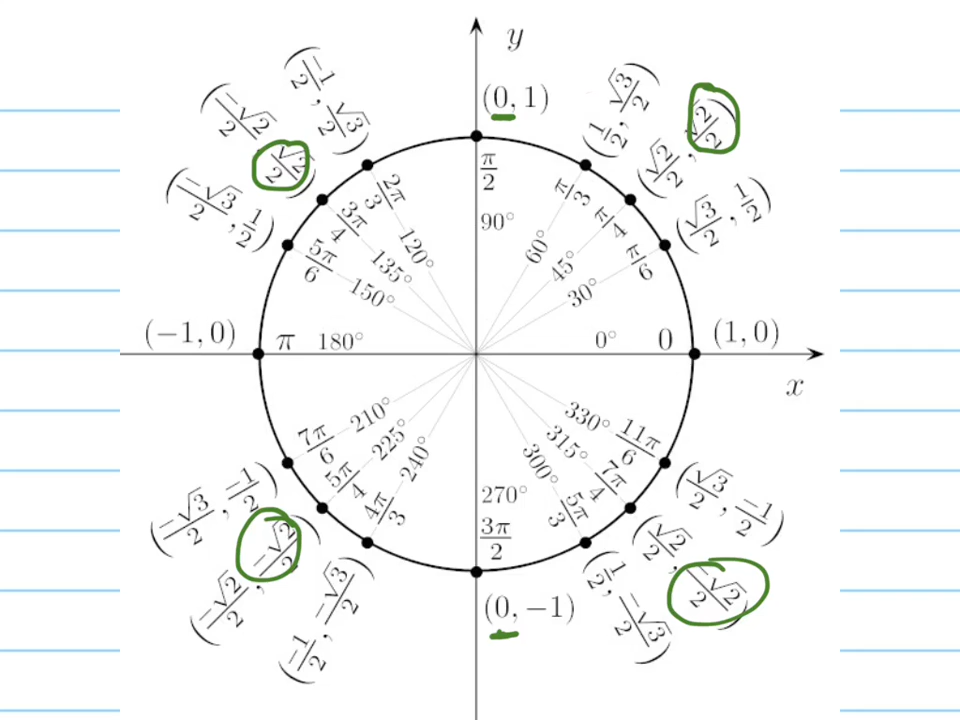 y
(0, 1)
(-1/2, √3/2)
(1/2, √3/2)
(-√2/2, √2/2)
(√2/2, √2/2)
(-√3/2, 1/2)
(√3/2, 1/2)
π/2
90°
2π/3
120°
60°
π/3
3π/4
135°
45°
π/4
5π/6
150°
30°
π/6
(-1, 0)
π
180°
0°
0
(1, 0)
x
7π/6
210°
330°
11π/6
5π/4
225°
315°
7π/4
4π/3
240°
300°
5π/3
270°
3π/2
(-√3/2, -1/2)
(√3/2, -1/2)
(-√2/2, -√2/2)
(√2/2, -√2/2)
(-1/2, -√3/2)
(1/2, -√3/2)
(0, -1)